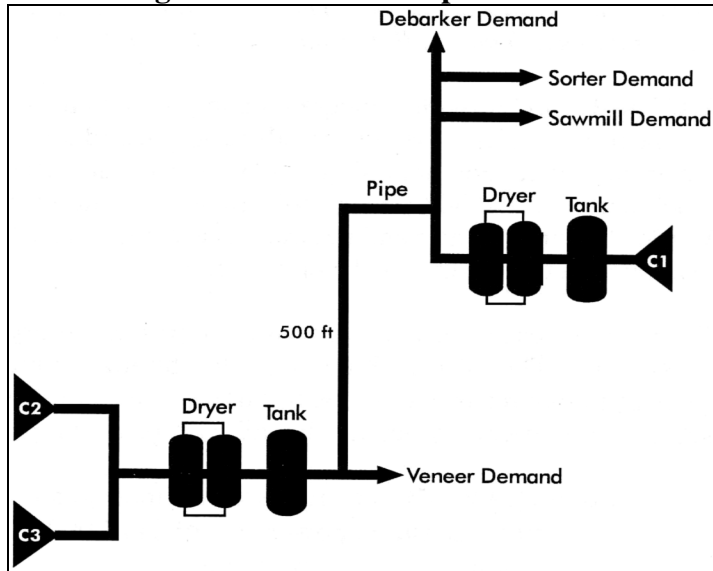 Debarker Demand
Sorter Demand
Sawmill Demand
Pipe
Dryer
Tank
C1
500 ft
C2
Dryer
Tank
Veneer Demand
C3